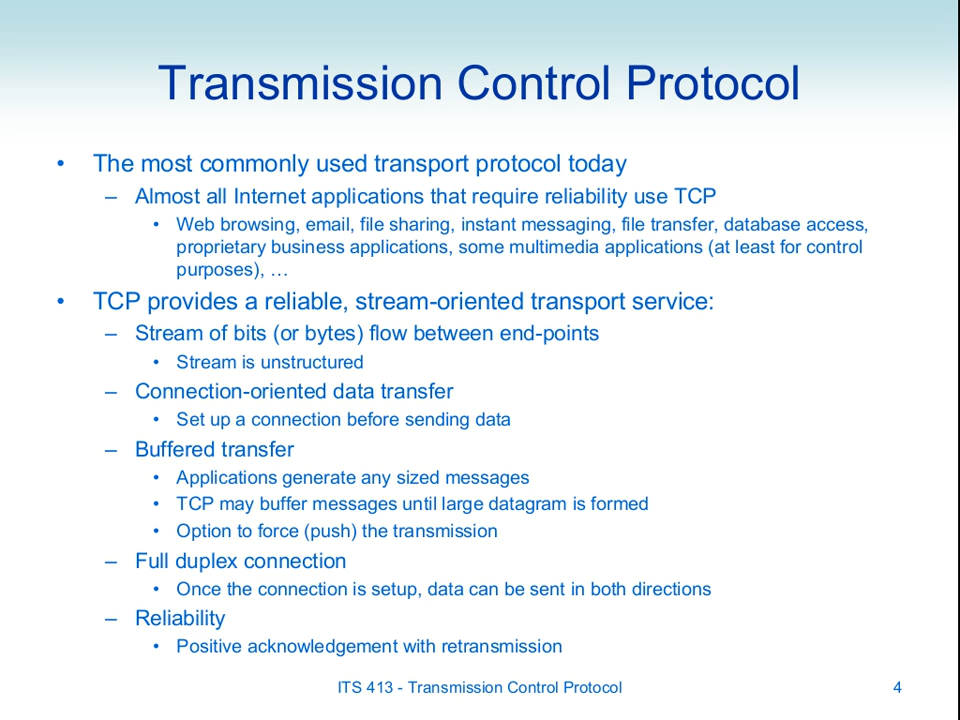 Transmission Control Protocol
• The most commonly used transport protocol today
– Almost all Internet applications that require reliability use TCP
• Web browsing, email, file sharing, instant messaging, file transfer, database access,
proprietary business applications, some multimedia applications (at least for control
purposes), …
• TCP provides a reliable, stream-oriented transport service:
– Stream of bits (or bytes) flow between end-points
• Stream is unstructured
– Connection-oriented data transfer
• Set up a connection before sending data
– Buffered transfer
• Applications generate any sized messages
• TCP may buffer messages until large datagram is formed
• Option to force (push) the transmission
– Full duplex connection
• Once the connection is setup, data can be sent in both directions
– Reliability
• Positive acknowledgement with retransmission
ITS 413 - Transmission Control Protocol 4